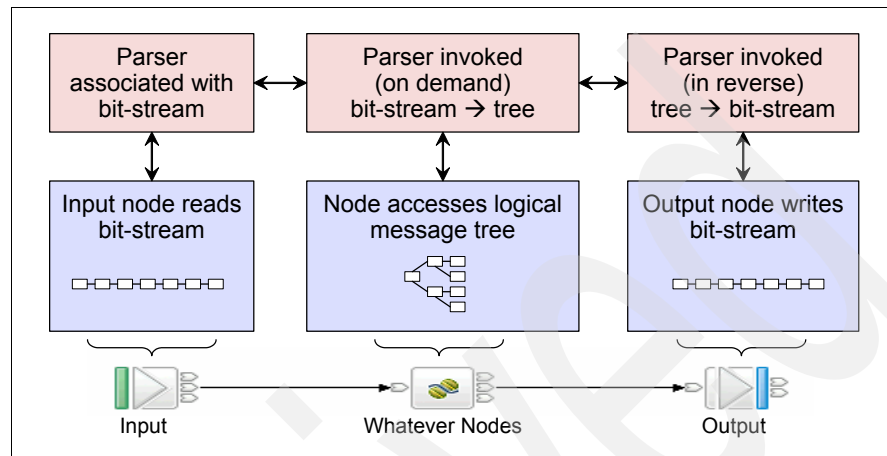 Parser
associated with
bit-stream
Parser invoked
(on demand)
bit-stream → tree
Parser invoked
(in reverse)
tree → bit-stream
Input node reads
bit-stream
Node accesses logical
message tree
Output node writes
bit-stream
Input
Whatever Nodes
Output